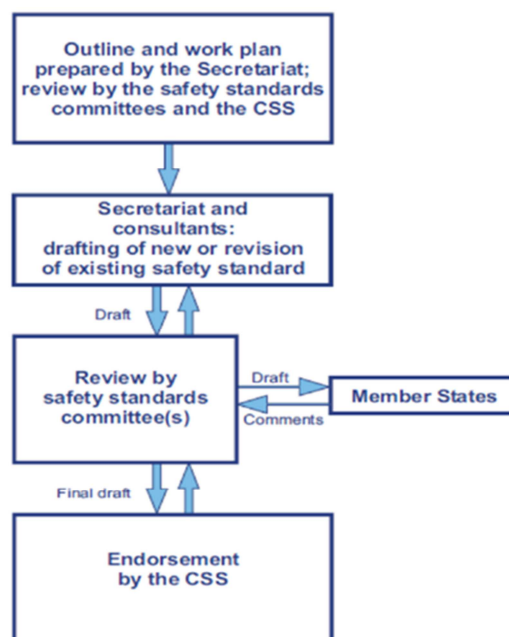 Outline and work plan
prepared by the Secretariat;
review by the safety standards
committees and the CSS
Secretariat and
consultants:
drafting of new or revision
of existing safety standard
Draft
Review by
safety standards
committee(s)
Draft
Member States
Comments
Final draft
Endorsement
by the CSS